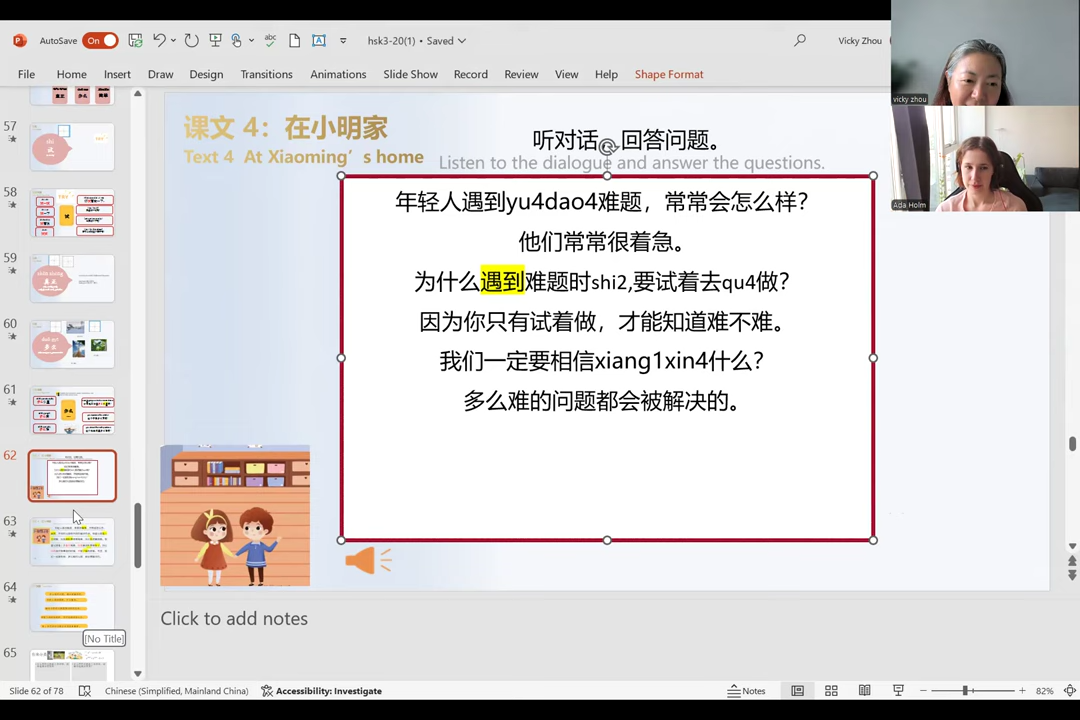 AutoSave On hsk3-20(1) • Saved Vicky Zhou
File Home Insert Draw Design Transitions Animations Slide Show Record Review View Help Shape Format
vicky zhou
Ada Holm
57
58
59
60
61
62
63
64
65
[No Title]
课文 4：在小明家
Text 4 At Xiaoming's home
听对话，回答问题。
Listen to the dialogue and answer the questions.
年轻人遇到yu4dao4难题，常常会怎么样？
他们常常很着急。
为什么遇到难题时shi2,要试着去qu4做？
因为你只有试着做，才能知道难不难。
我们一定要相信xiang1xin4什么？
多么难的问题都会被解决的。
Click to add notes
Slide 62 of 78 Chinese (Simplified, Mainland China) Accessibility: Investigate Notes 82%